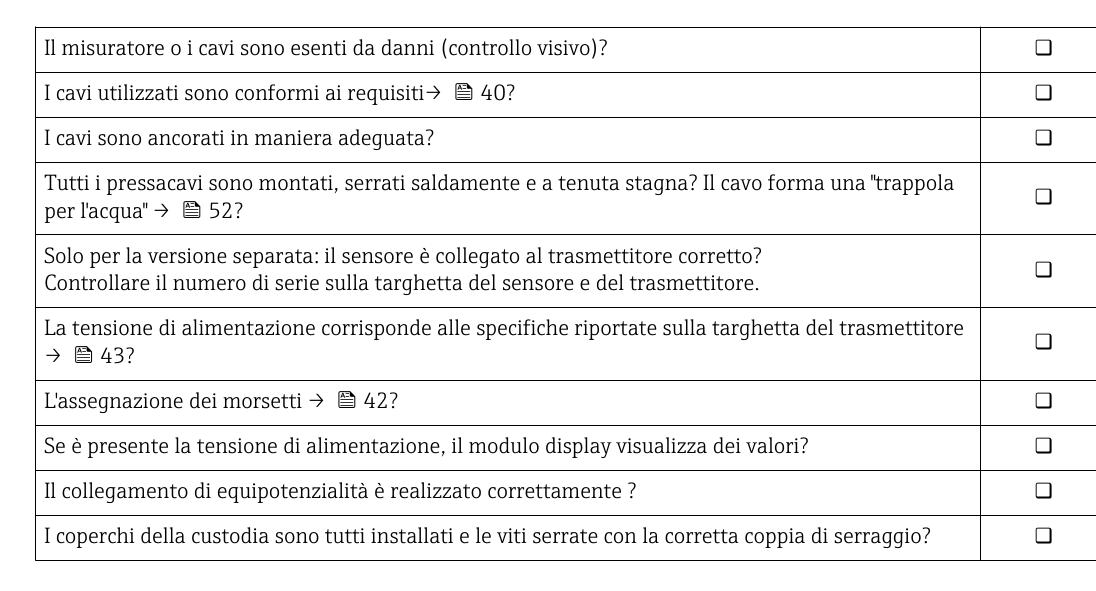 Il misuratore o i cavi sono esenti da danni (controllo visivo)? ❑
I cavi utilizzati sono conformi ai requisiti→ 40? ❑
I cavi sono ancorati in maniera adeguata? ❑
Tutti i pressacavi sono montati, serrati saldamente e a tenuta stagna? Il cavo forma una "trappola
per l'acqua" → 52? ❑
Solo per la versione separata: il sensore è collegato al trasmettitore corretto?
Controllare il numero di serie sulla targhetta del sensore e del trasmettitore. ❑
La tensione di alimentazione corrisponde alle specifiche riportate sulla targhetta del trasmettitore
→ 43? ❑
L'assegnazione dei morsetti → 42? ❑
Se è presente la tensione di alimentazione, il modulo display visualizza dei valori? ❑
Il collegamento di equipotenzialità è realizzato correttamente ? ❑
I coperchi della custodia sono tutti installati e le viti serrate con la corretta coppia di serraggio? ❑